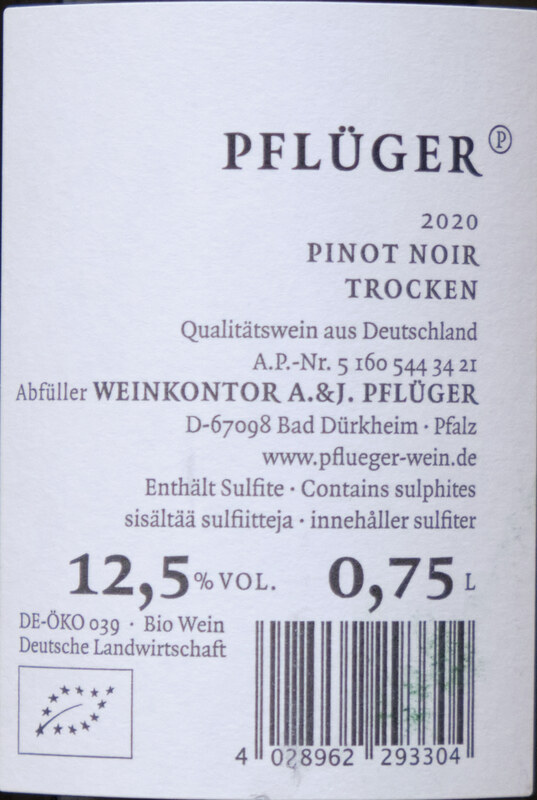 PFLÜGER Ⓟ
2020
PINOT NOIR
TROCKEN
Qualitätswein aus Deutschland
A.P.-Nr. 5 160 544 34 21
Abfüller WEINKONTOR A.&J. PFLÜGER
D-67098 Bad Dürkheim · Pfalz
www.pflueger-wein.de
Enthält Sulfite · Contains sulphites
sisältää sulfiitteja · innehåller sulfiter
12,5 % VOL. 0,75 L
DE-ÖKO 039 · Bio Wein
Deutsche Landwirtschaft
4 028962 293304